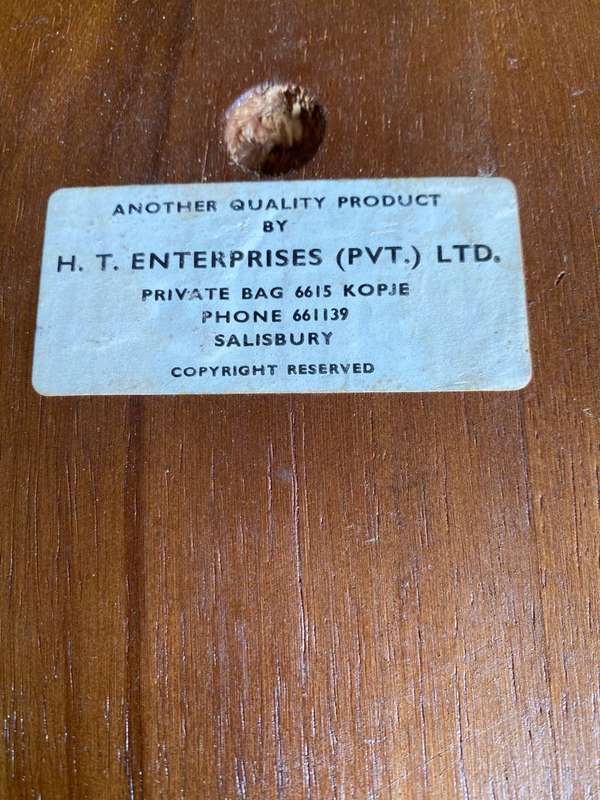 ANOTHER QUALITY PRODUCT
BY
H. T. ENTERPRISES (PVT.) LTD.
PRIVATE BAG 6615 KOPJE
PHONE 661139
SALISBURY
COPYRIGHT RESERVED